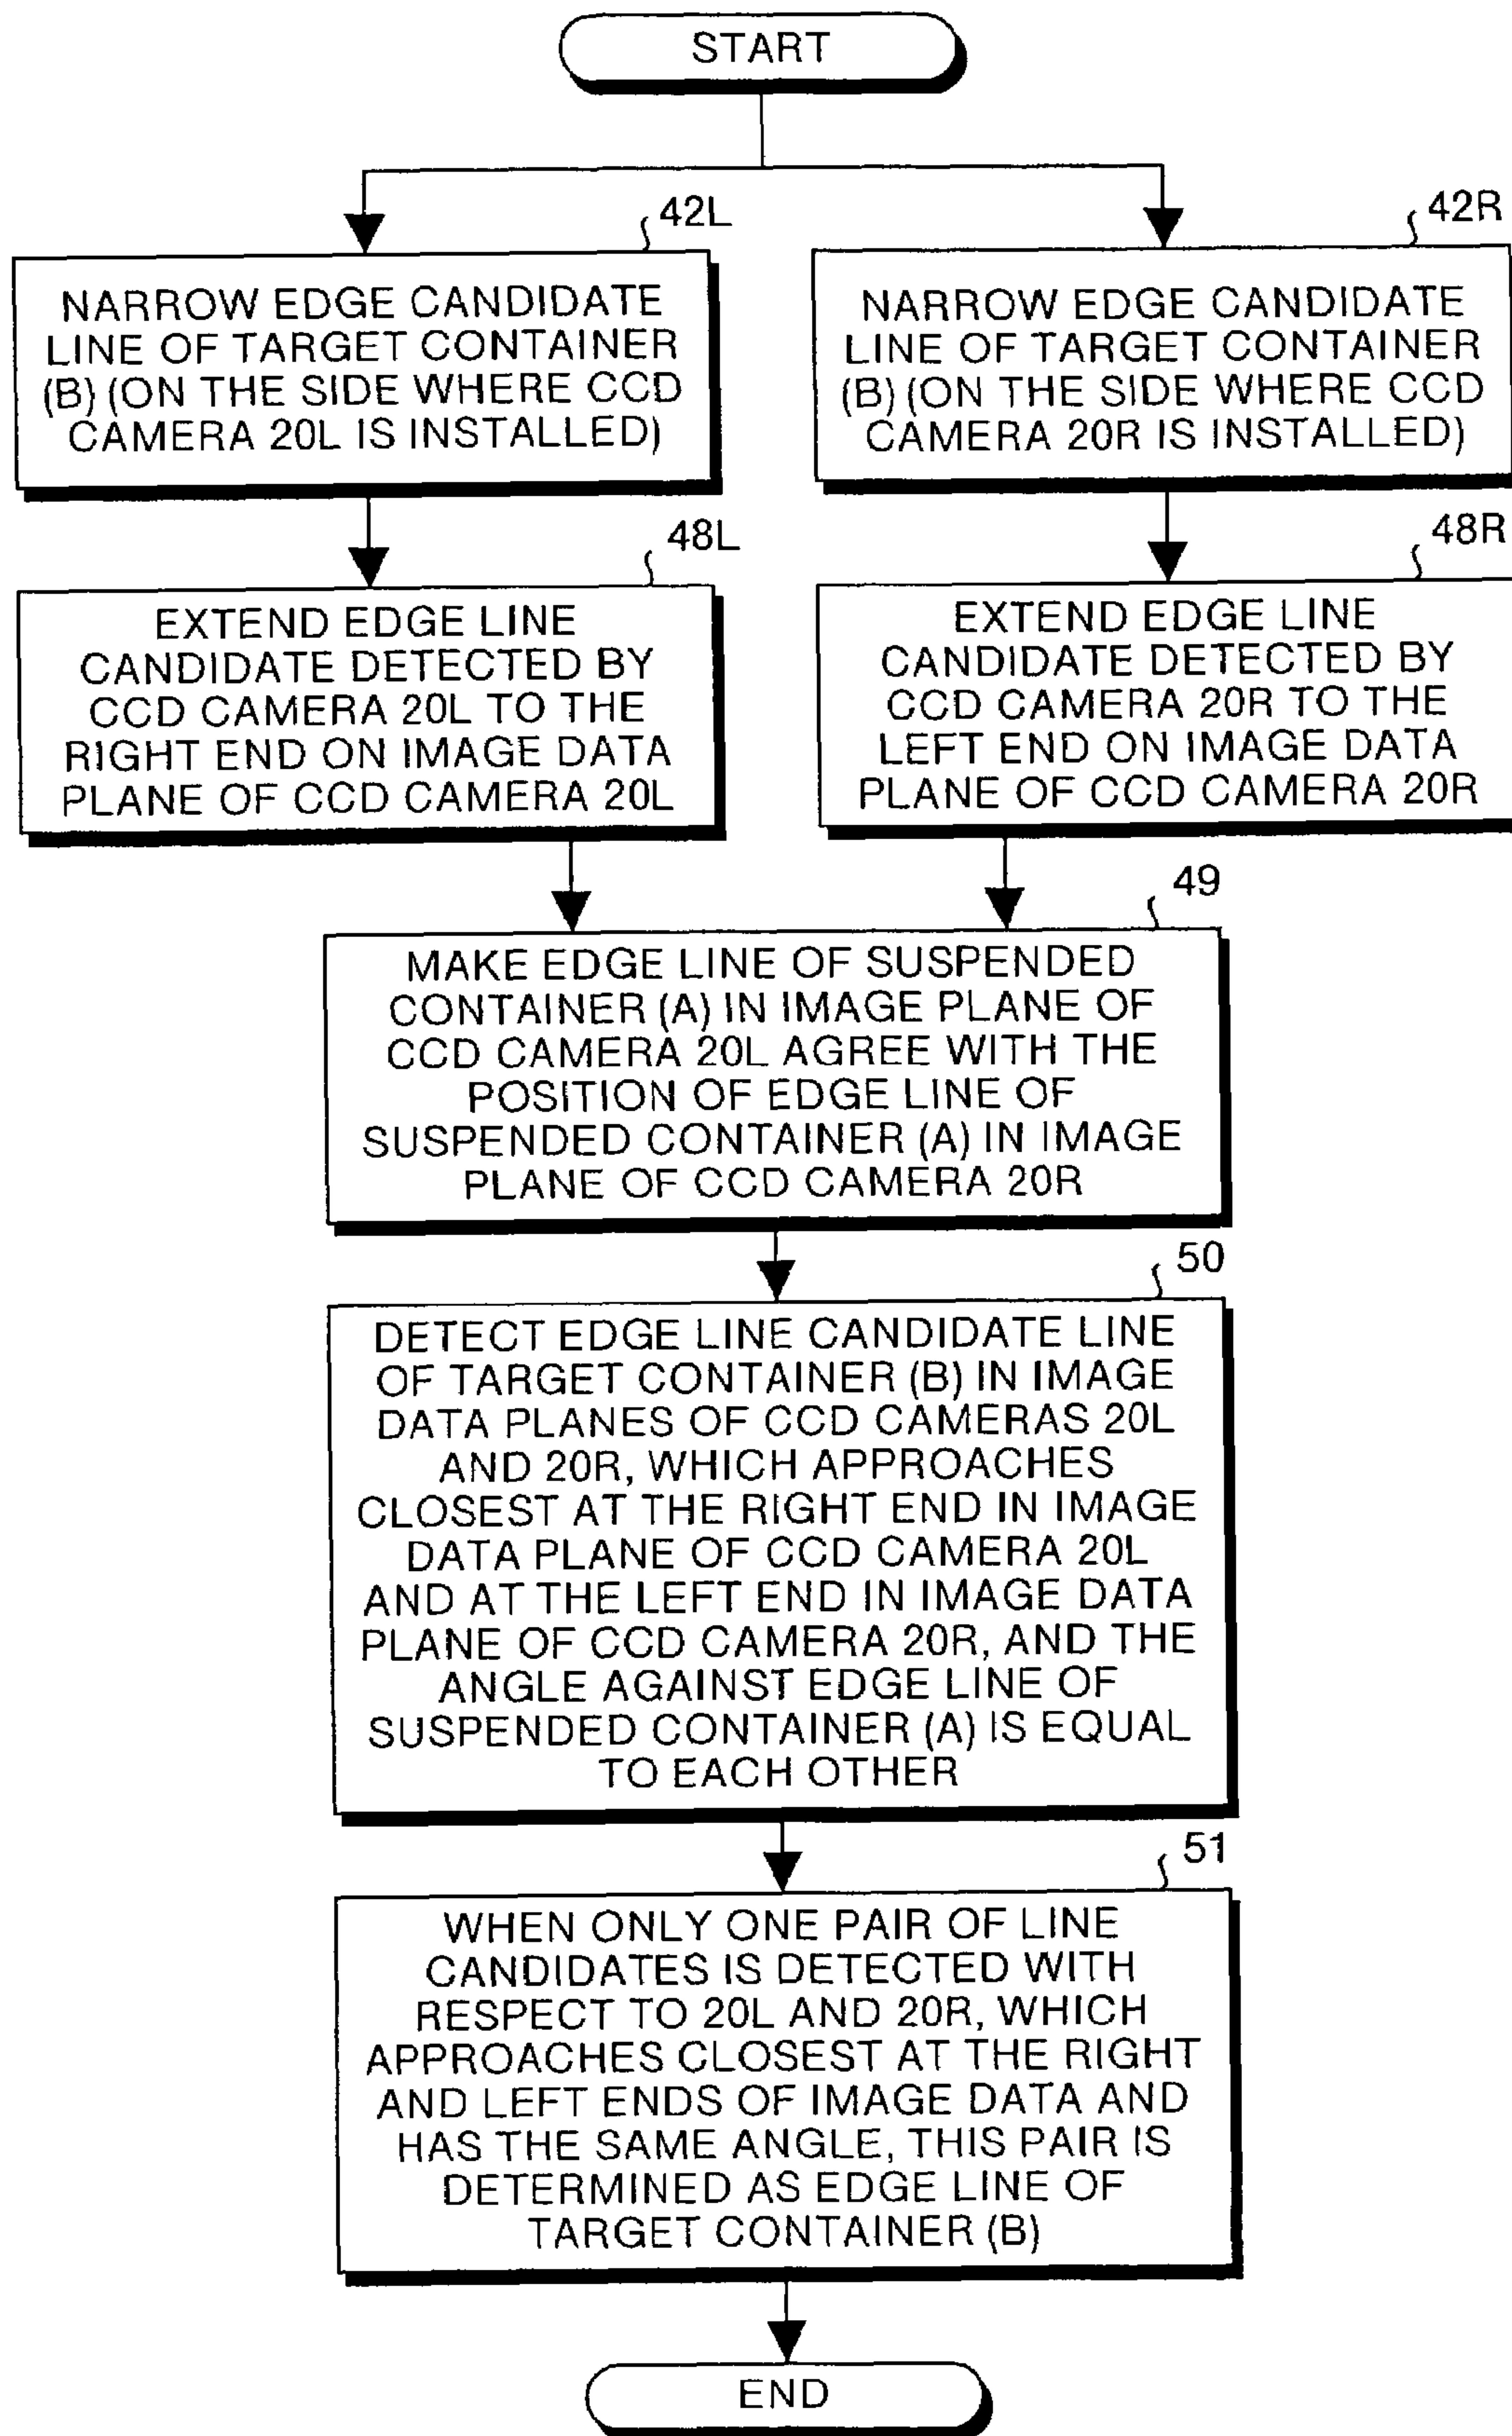 START
42L
NARROW EDGE CANDIDATE
LINE OF TARGET CONTAINER
(B) (ON THE SIDE WHERE CCD
CAMERA 20L IS INSTALLED)
42R
NARROW EDGE CANDIDATE
LINE OF TARGET CONTAINER
(B) (ON THE SIDE WHERE CCD
CAMERA 20R IS INSTALLED)
48L
EXTEND EDGE LINE
CANDIDATE DETECTED BY
CCD CAMERA 20L TO THE
RIGHT END ON IMAGE DATA
PLANE OF CCD CAMERA 20L
48R
EXTEND EDGE LINE
CANDIDATE DETECTED BY
CCD CAMERA 20R TO THE
LEFT END ON IMAGE DATA
PLANE OF CCD CAMERA 20R
49
MAKE EDGE LINE OF SUSPENDED
CONTAINER (A) IN IMAGE PLANE OF
CCD CAMERA 20L AGREE WITH THE
POSITION OF EDGE LINE OF
SUSPENDED CONTAINER (A) IN IMAGE
PLANE OF CCD CAMERA 20R
50
DETECT EDGE LINE CANDIDATE LINE
OF TARGET CONTAINER (B) IN IMAGE
DATA PLANES OF CCD CAMERAS 20L
AND 20R, WHICH APPROACHES
CLOSEST AT THE RIGHT END IN IMAGE
DATA PLANE OF CCD CAMERA 20L
AND AT THE LEFT END IN IMAGE DATA
PLANE OF CCD CAMERA 20R, AND THE
ANGLE AGAINST EDGE LINE OF
SUSPENDED CONTAINER (A) IS EQUAL
TO EACH OTHER
51
WHEN ONLY ONE PAIR OF LINE
CANDIDATES IS DETECTED WITH
RESPECT TO 20L AND 20R, WHICH
APPROACHES CLOSEST AT THE RIGHT
AND LEFT ENDS OF IMAGE DATA AND
HAS THE SAME ANGLE, THIS PAIR IS
DETERMINED AS EDGE LINE OF
TARGET CONTAINER (B)
END